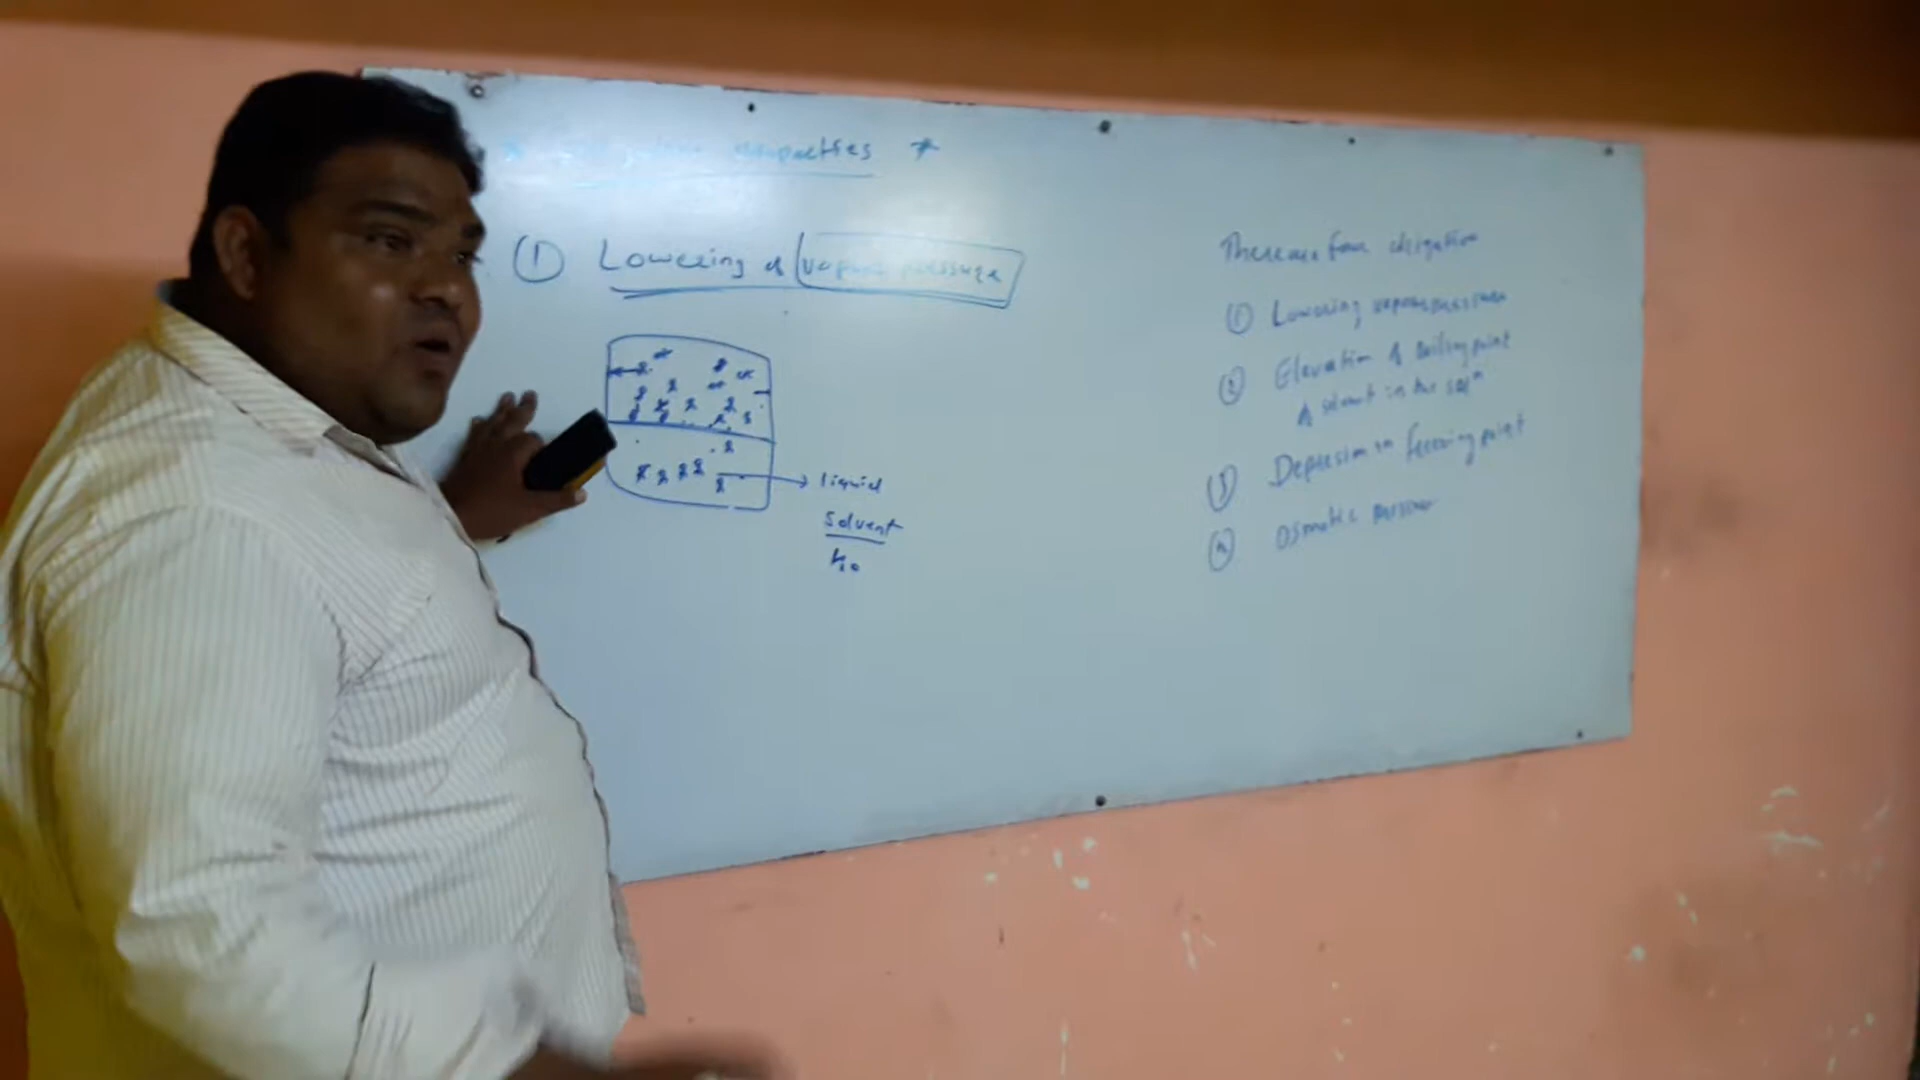 * properties *
① Lowering of vapour pressure
liquid
Solvent
H2O
There are four
① Lowering vapour pressure
② Elevation of boiling point
of solvent in the solⁿ
③ Depression in freezing point
④ osmotic pressure